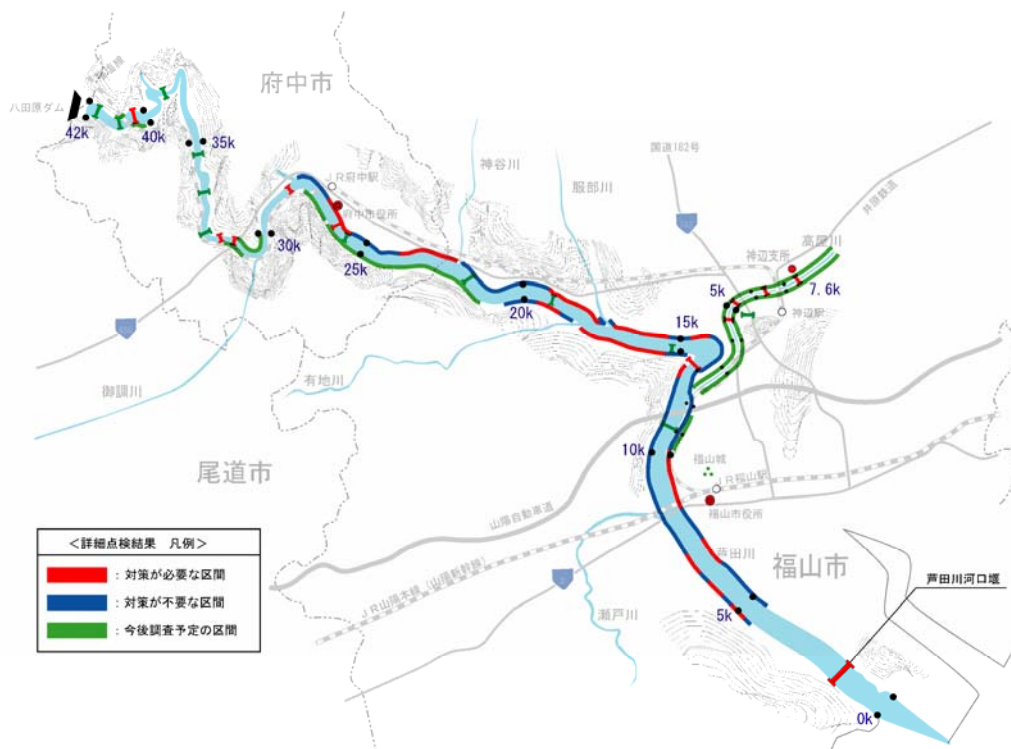 府中市
八田原ダム
42k
40k
35k
JR府中駅
神谷川
服部川
国道182号
井原鉄道
府中市役所
高屋川
神辺支所
30k
25k
5k
7.6k
20k
神辺駅
15k
御調川
有地川
10k
尾道市
福山城
JR福山駅
山陽自動車道
福山市役所
<詳細点検結果 凡例>
:対策が必要な区間
:対策が不要な区間
:今後調査予定の区間
芦田川
福山市
JR山陽本線(山陽新幹線)
2
瀬戸川
芦田川河口堰
5k
0k